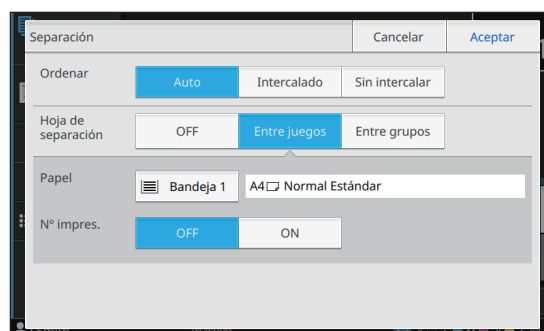 Separación
Cancelar
Aceptar
Ordenar
Auto
Intercalado
Sin intercalar
Hoja de
separación
OFF
Entre juegos
Entre grupos
Papel
Bandeja 1
A4 Normal Estándar
Nº impres.
OFF
ON